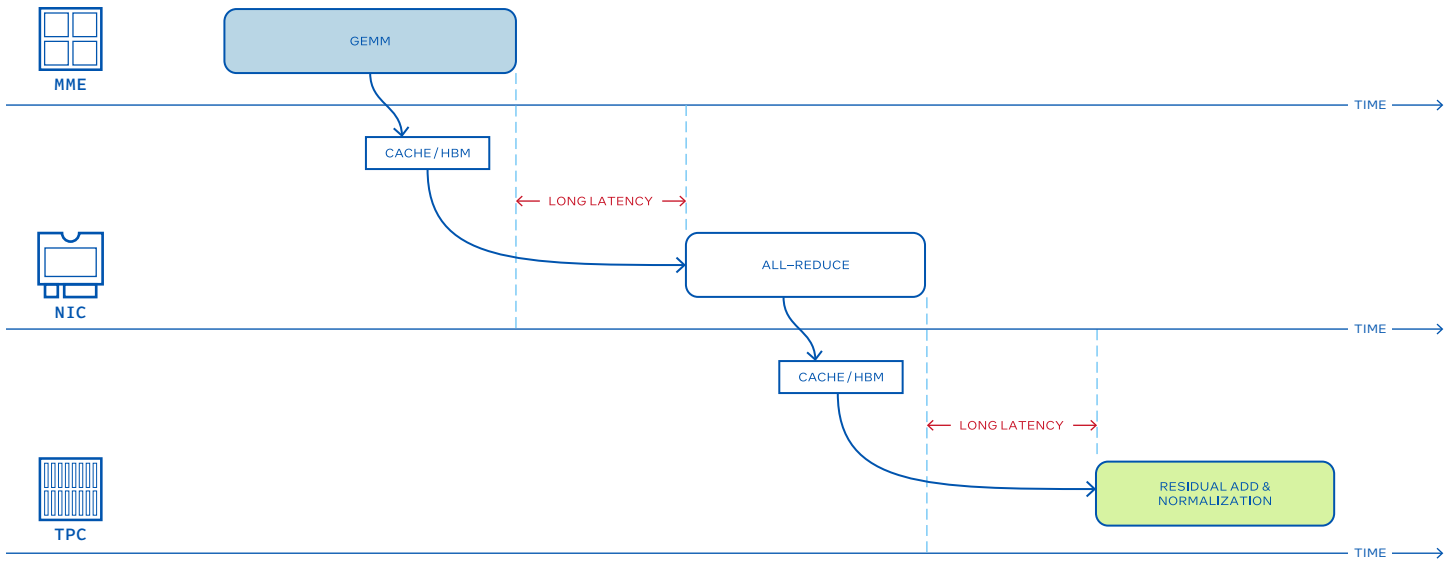 GEMM
MME
TIME
CACHE/HBM
LONG LATENCY
ALL–REDUCE
NIC
TIME
CACHE/HBM
LONG LATENCY
RESIDUAL ADD &
NORMALIZATION
TPC
TIME